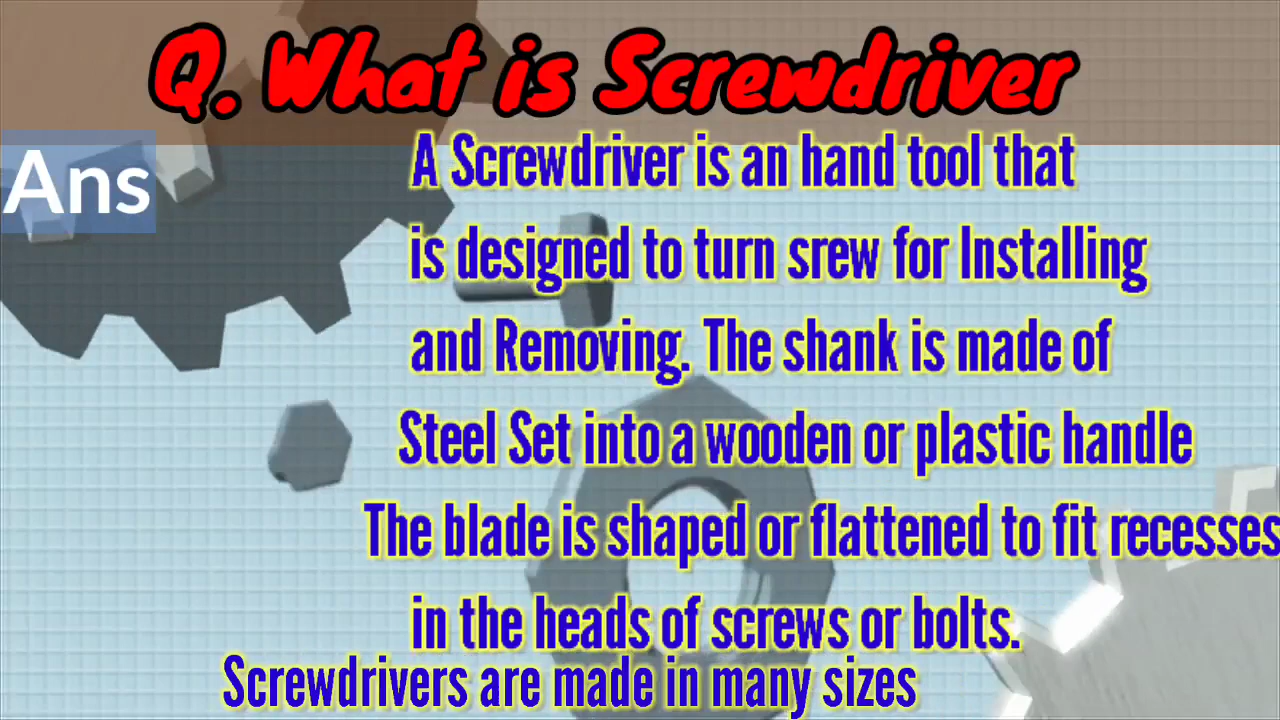 Q. What is Screwdriver
Ans
A Screwdriver is an hand tool that
is designed to turn srew for Installing
and Removing. The shank is made of
Steel Set into a wooden or plastic handle
The blade is shaped or flattened to fit recesses
in the heads of screws or bolts.
Screwdrivers are made in many sizes